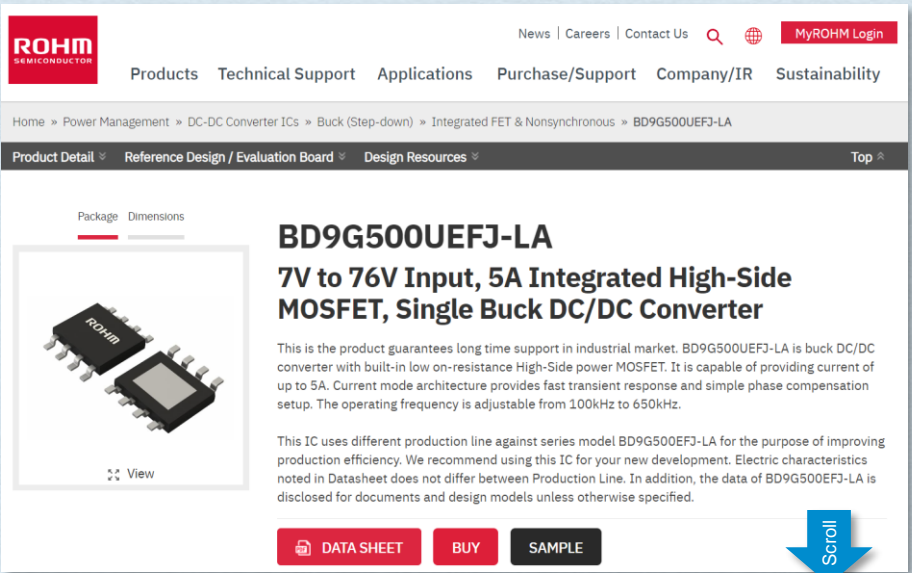 ROHM
SEMICONDUCTOR
News | Careers | Contact Us
MyROHM Login
Products Technical Support Applications Purchase/Support Company/IR Sustainability
Home » Power Management » DC-DC Converter ICs » Buck (Step-down) » Integrated FET & Nonsynchronous » BD9G500UEFJ-LA
Product Detail Reference Design / Evaluation Board Design Resources Top
Package Dimensions
ROHM
View
BD9G500UEFJ-LA
7V to 76V Input, 5A Integrated High-Side
MOSFET, Single Buck DC/DC Converter
This is the product guarantees long time support in industrial market. BD9G500UEFJ-LA is buck DC/DC
converter with built-in low on-resistance High-Side power MOSFET. It is capable of providing current of
up to 5A. Current mode architecture provides fast transient response and simple phase compensation
setup. The operating frequency is adjustable from 100kHz to 650kHz.
This IC uses different production line against series model BD9G500EFJ-LA for the purpose of improving
production efficiency. We recommend using this IC for your new development. Electric characteristics
noted in Datasheet does not differ between Production Line. In addition, the data of BD9G500EFJ-LA is
disclosed for documents and design models unless otherwise specified.
DATA SHEET BUY SAMPLE
Scroll